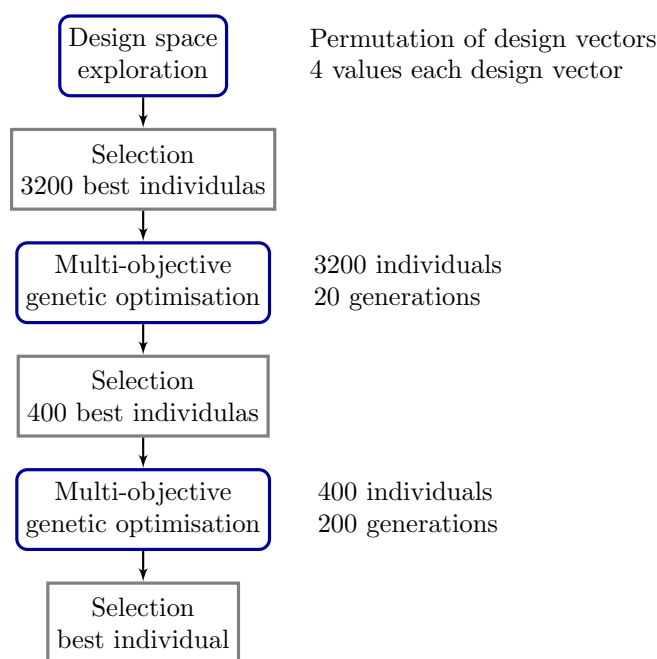 Design space
exploration
Permutation of design vectors
4 values each design vector
Selection
3200 best individulas
Multi-objective
genetic optimisation
3200 individuals
20 generations
Selection
400 best individulas
Multi-objective
genetic optimisation
400 individuals
200 generations
Selection
best individual